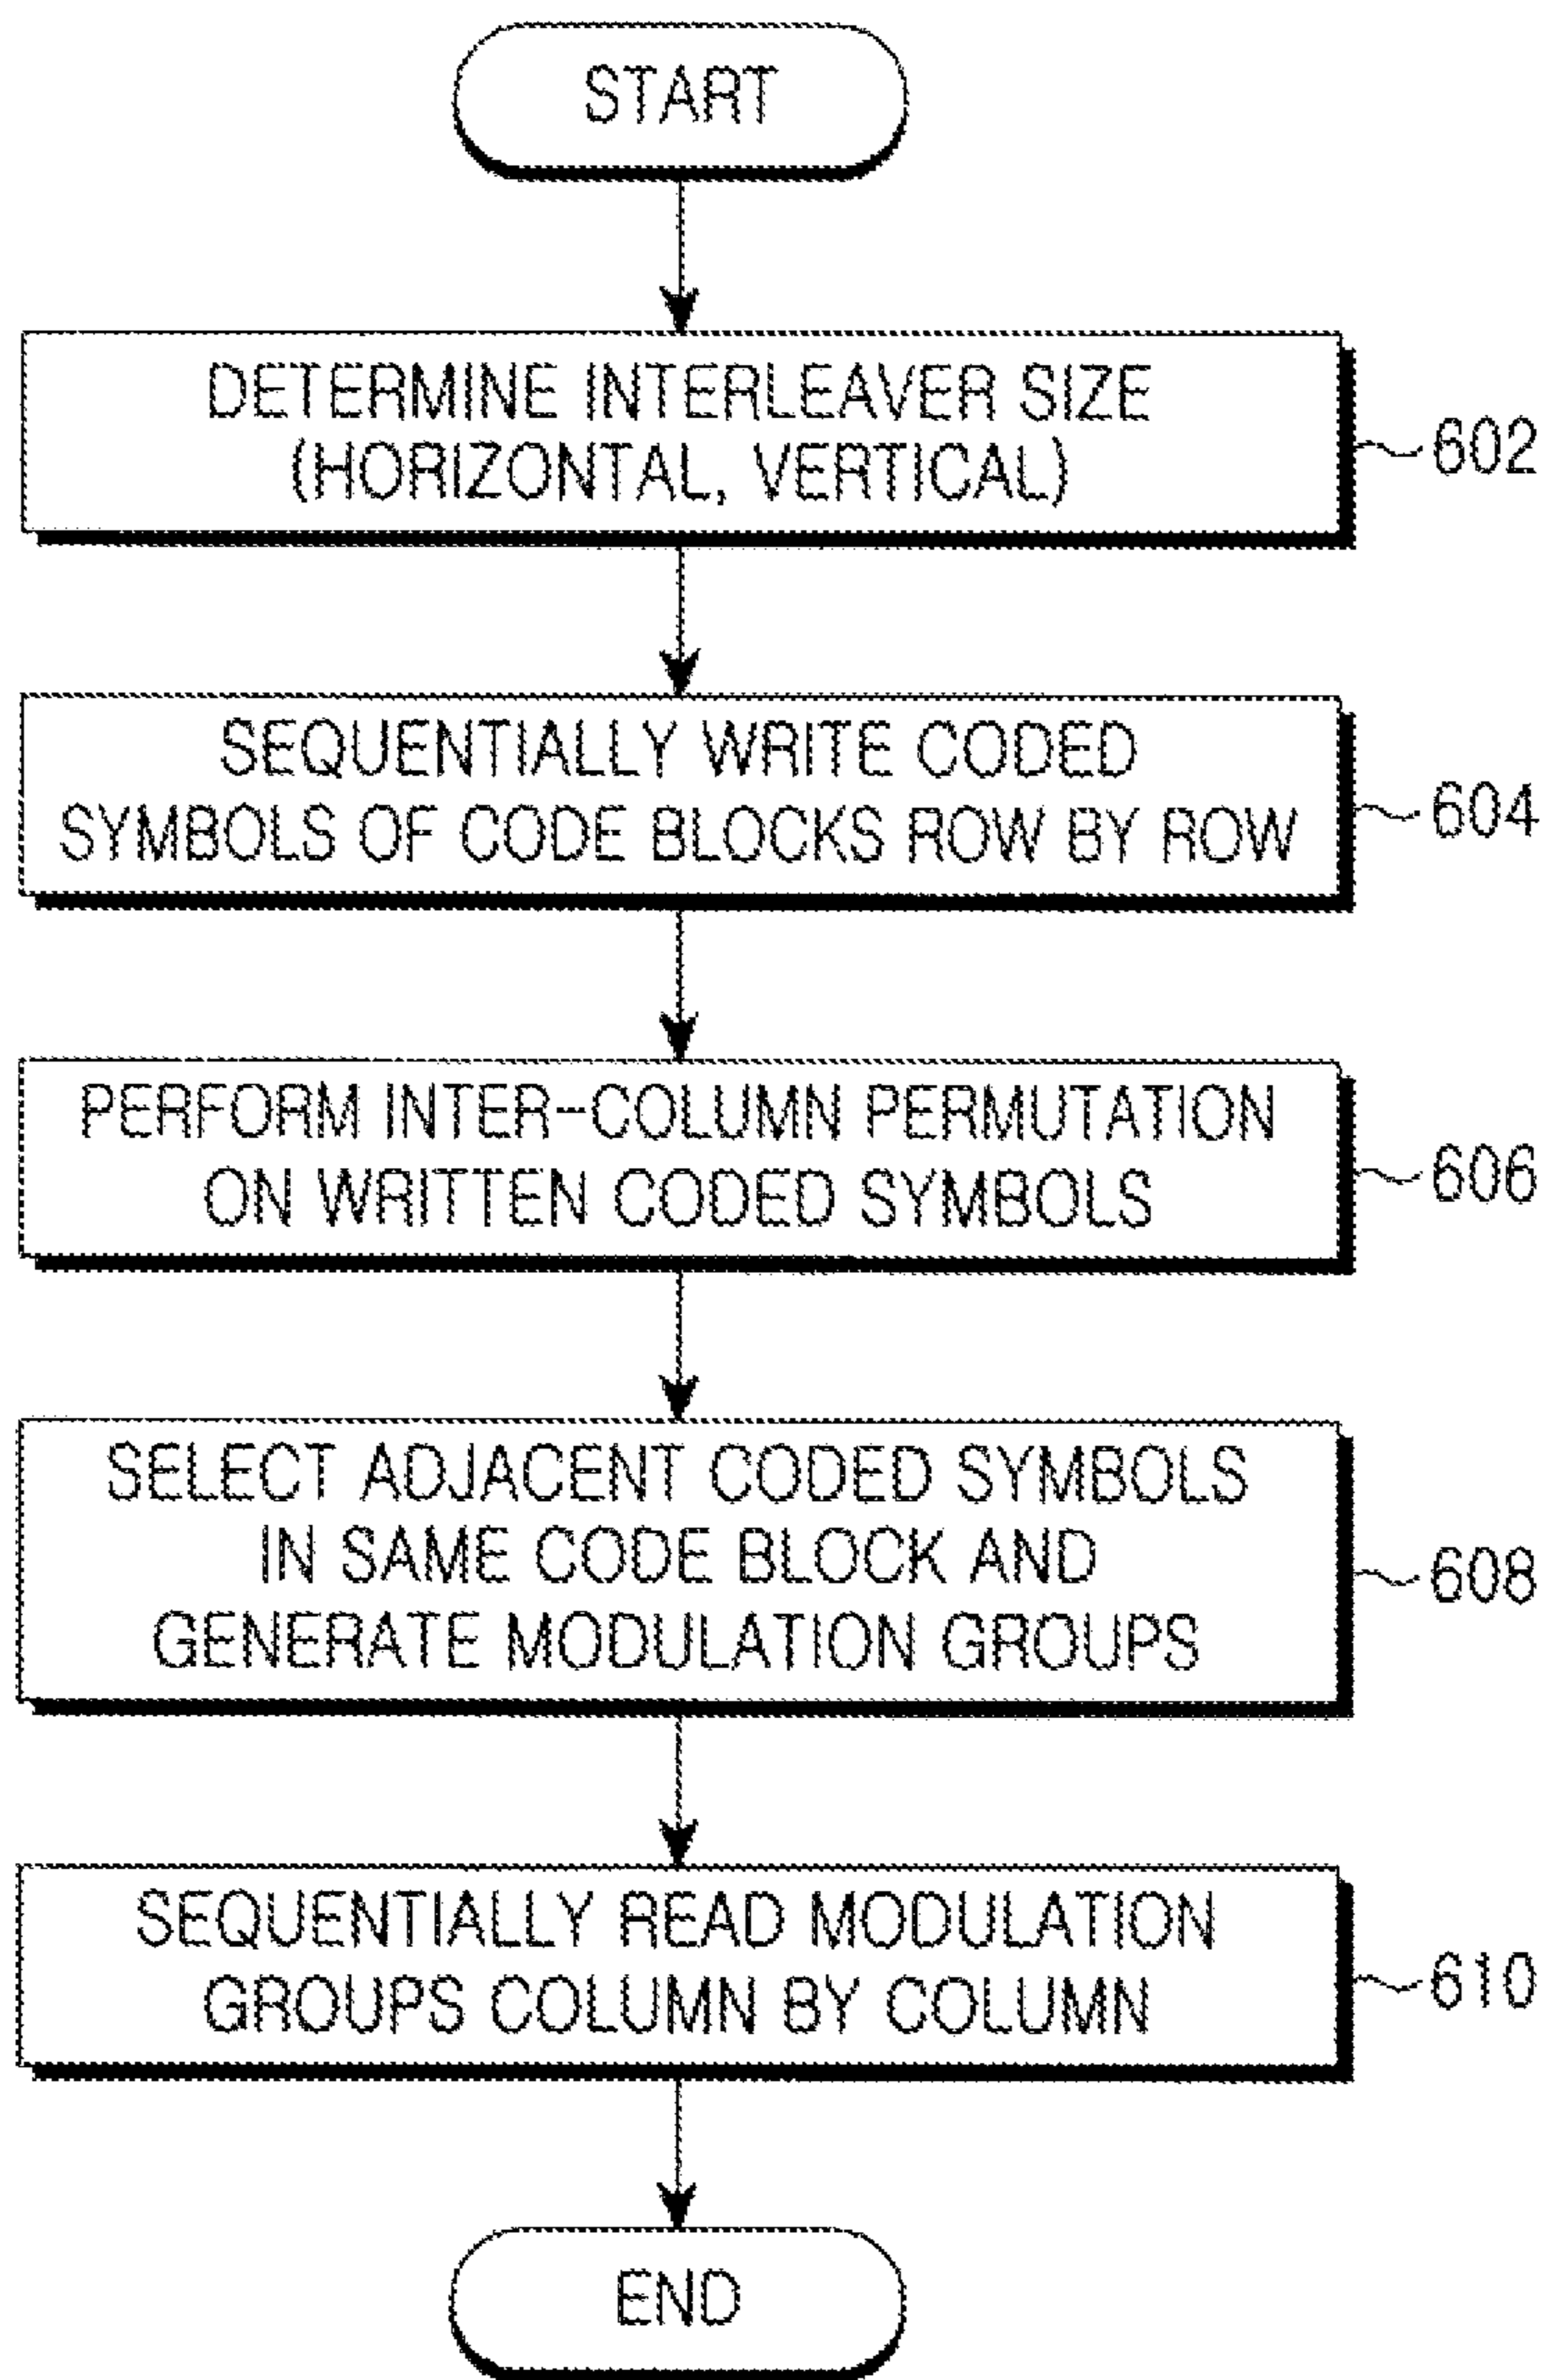 START
DETERMINE INTERLEAVER SIZE
(HORIZONTAL, VERTICAL)
602
SEQUENTIALLY WRITE CODED
SYMBOLS OF CODE BLOCKS ROW BY ROW
604
PERFORM INTER-COLUMN PERMUTATION
ON WRITTEN CODED SYMBOLS
606
SELECT ADJACENT CODED SYMBOLS
IN SAME CODE BLOCK AND
GENERATE MODULATION GROUPS
608
SEQUENTIALLY READ MODULATION
GROUPS COLUMN BY COLUMN
610
END